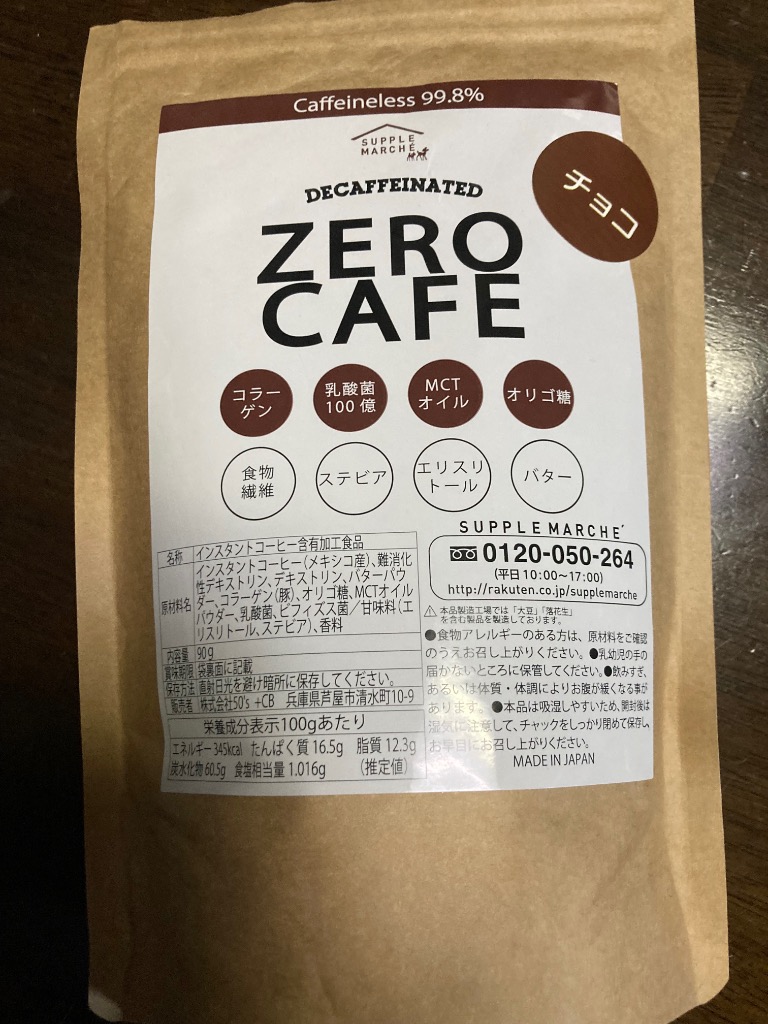 Caffeineless 99.8%
SUPPLE
MARCHÉ
DECAFFEINATED
チョコ
ZERO
CAFE
コラー
ゲン
乳酸菌
100 億
MCT
オイル
オリゴ糖
食物
繊維
ステビア
エリスリ
トール
バター
名称 インスタントコーヒー含有加工食品
原材料名 インスタントコーヒー(メキシコ産)、難消化
性デキストリン、デキストリン、バターパウ
ダー、コラーゲン(豚)、オリゴ糖、MCTオイル
パウダー、乳酸菌、ビフィズス菌/甘味料(エ
リスリトール、ステビア)、香料
内容量 90g
賞味期限 袋裏面に記載
保存方法 直射日光を避け暗所に保存してください。
販売者 株式会社50's +CB 兵庫県芦屋市清水町10-9
栄養成分表示100gあたり
エネルギー 345kcal たんぱく質 16.5g 脂質 12.3g
炭水化物 60.5g 食塩相当量 1.016g (推定値)
SUPPLE MARCHÉ
0120-050-264
(平日 10:00~17:00)
http://rakuten.co.jp/supplemarche
本製品製造工場では「大豆」「落花生」
を含む製品を製造しております。
●食物アレルギーのある方は、原材料をご確認
のうえお召し上がりください。●乳幼児の手の
届かないところに保管してください。●飲みすぎ、
あるいは体質・体調によりお腹が緩くなる事が
あります。●本品は吸湿しやすいため、開封後は
湿気に注意して、チャックをしっかり閉めて保存し、
お早目にお召し上がりください。
MADE IN JAPAN